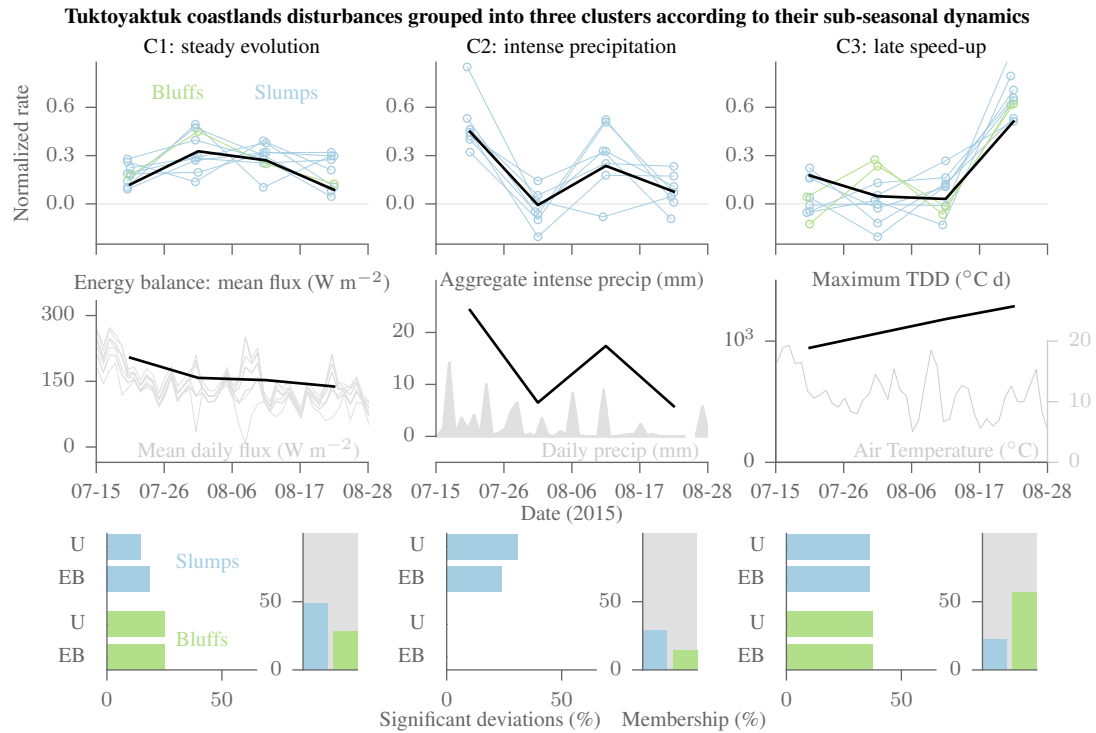 Tuktoyaktuk coastlands disturbances grouped into three clusters according to their sub-seasonal dynamics
C1: steady evolution
C2: intense precipitation
C3: late speed-up
Normalized rate
0.6
0.3
0.0
Bluffs
Slumps
0.6
0.3
0.0
0.6
0.3
0.0
Energy balance: mean flux (W m−2)
300
150
0
Mean daily flux (W m−2)
07-15 07-26 08-06 08-17 08-28
Aggregate intense precip (mm)
20
10
0
Daily precip (mm)
07-15 07-26 08-06 08-17 08-28
Maximum TDD (°C d)
10³
0
20
10
0
Air Temperature (°C)
07-15 07-26 08-06 08-17 08-28
Date (2015)
U
EB
U
EB
Slumps
Bluffs
0 50
50
0
U
EB
U
EB
0 50
50
0
U
EB
U
EB
0 50
50
0
Significant deviations (%)
Membership (%)